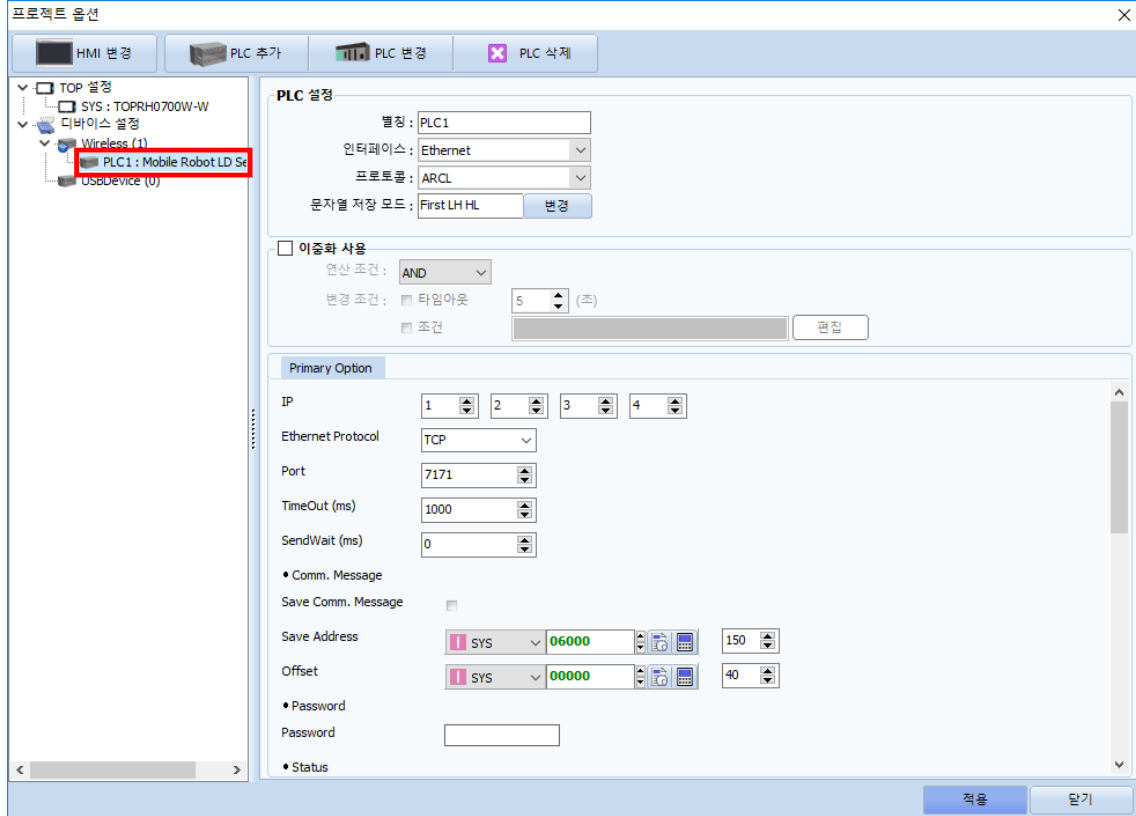 프로젝트 옵션
HMI 변경
PLC 추가
PLC 변경
PLC 삭제
TOP 설정
SYS : TOPRH0700W-W
디바이스 설정
Wireless (1)
PLC1 : Mobile Robot LD Se
USBDevice (0)
PLC 설정
별칭 : PLC1
인터페이스 : Ethernet
프로토콜 : ARCL
문자열 저장 모드 : First LH HL 변경
이중화 사용
연산 조건 : AND
변경 조건 : 타임아웃 5 (초)
조건 편집
Primary Option
IP 1 2 3 4
Ethernet Protocol TCP
Port 7171
TimeOut (ms) 1000
SendWait (ms) 0
• Comm. Message
Save Comm. Message
Save Address I SYS 06000 150
Offset I SYS 00000 40
• Password
Password
• Status
적용 닫기